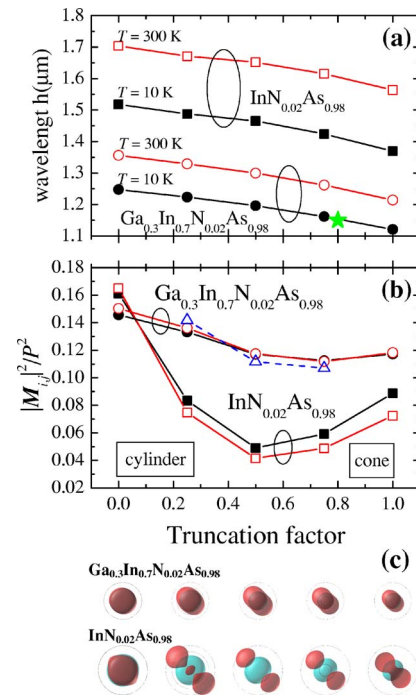 1.8
T = 300 K
(a)
1.7
1.6
InN0.02As0.98
T = 10 K
1.5
1.4
T = 300 K
1.3
T = 10 K
1.2
Ga0.3In0.7N0.02As0.98
1.1
wavelengt h(μm)
0.18
(b)
0.16
Ga0.3In0.7N0.02As0.98
0.14
0.12
0.10
InN0.02As0.98
0.08
0.06
cylinder
cone
0.04
0.02
|Mi,j|²/P²
0.0 0.2 0.4 0.6 0.8 1.0
Truncation factor
(c)
Ga0.3In0.7N0.02As0.98
InN0.02As0.98